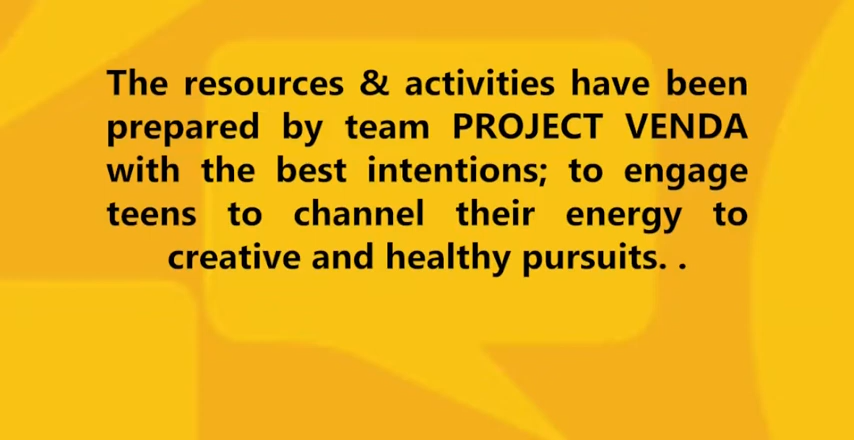 The resources & activities have been
prepared by team PROJECT VENDA
with the best intentions; to engage
teens to channel their energy to
creative and healthy pursuits. .